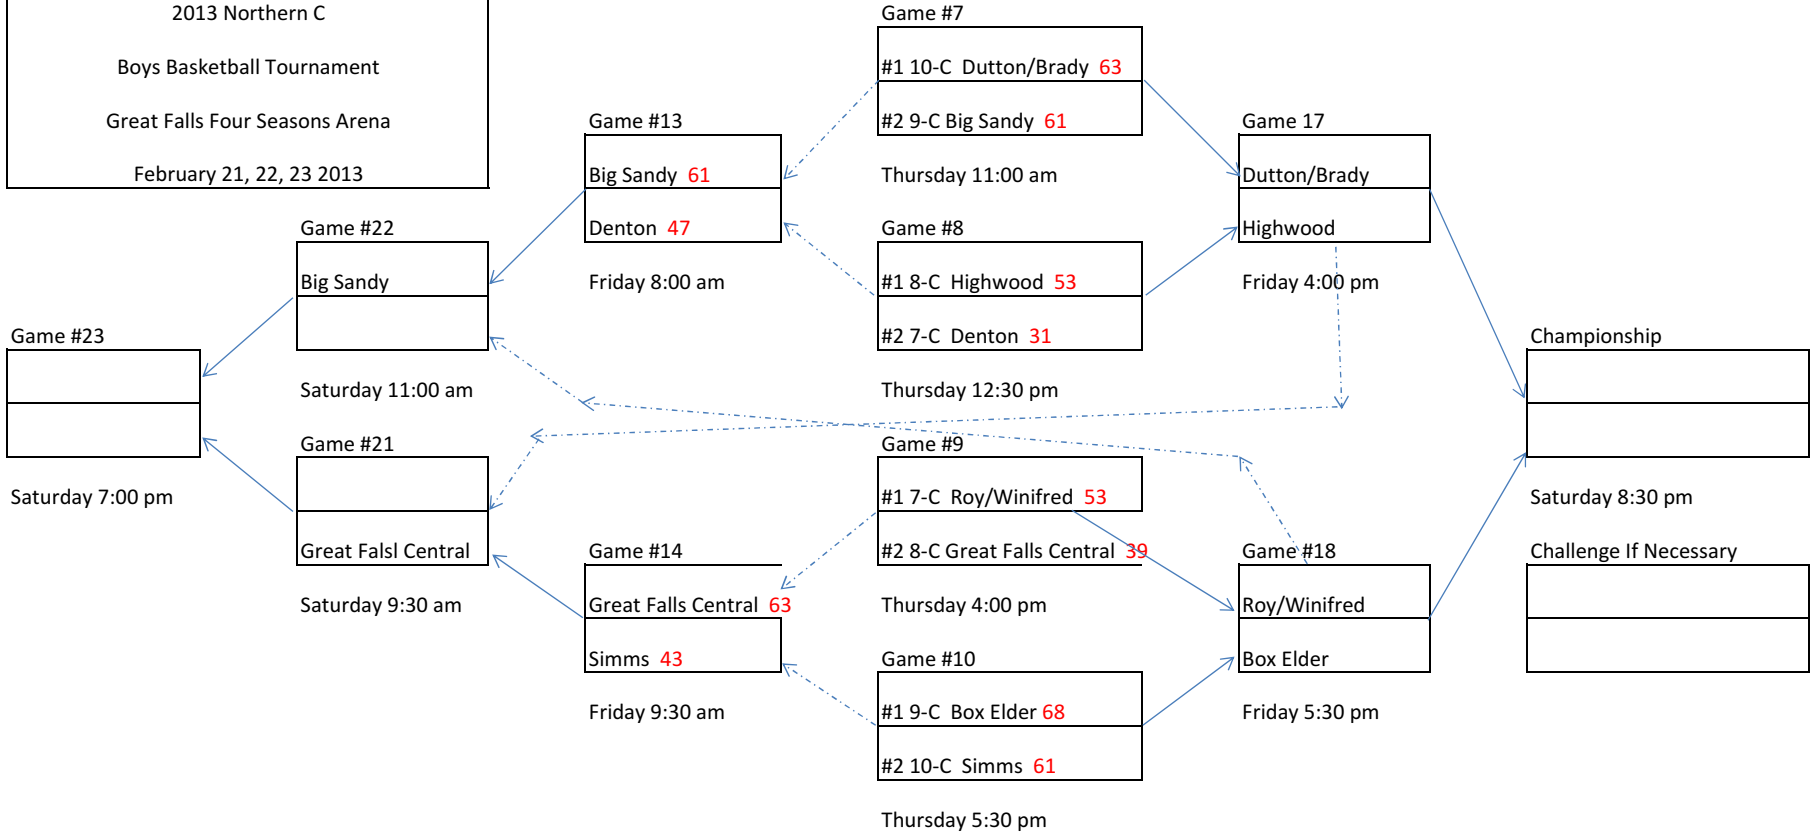 2013 Northern C
Boys Basketball Tournament
Great Falls Four Seasons Arena
February 21, 22, 23 2013
Game #7
#1 10-C Dutton/Brady 63
#2 9-C Big Sandy 61
Thursday 11:00 am
Game #13
Big Sandy 61
Denton 47
Friday 8:00 am
Game 17
Dutton/Brady
Highwood
Friday 4:00 pm
Game #22
Big Sandy
Saturday 11:00 am
Game #8
#1 8-C Highwood 53
#2 7-C Denton 31
Thursday 12:30 pm
Game #23
Saturday 7:00 pm
Championship
Saturday 8:30 pm
Game #21
Great Falsl Central
Saturday 9:30 am
Game #9
#1 7-C Roy/Winifred 53
#2 8-C Great Falls Central 39
Thursday 4:00 pm
Game #14
Great Falls Central 63
Simms 43
Friday 9:30 am
Game #18
Roy/Winifred
Box Elder
Friday 5:30 pm
Challenge If Necessary
Game #10
#1 9-C Box Elder 68
#2 10-C Simms 61
Thursday 5:30 pm